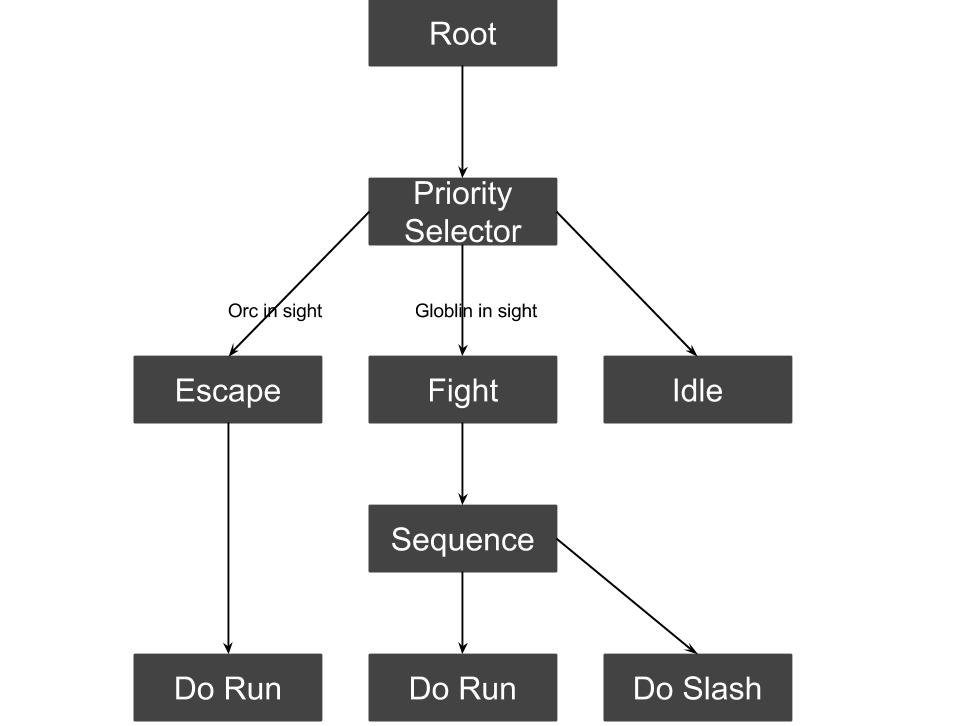 Root
Priority
Selector
Orc in sight
Globlin in sight
Escape
Fight
Idle
Sequence
Do Run
Do Run
Do Slash